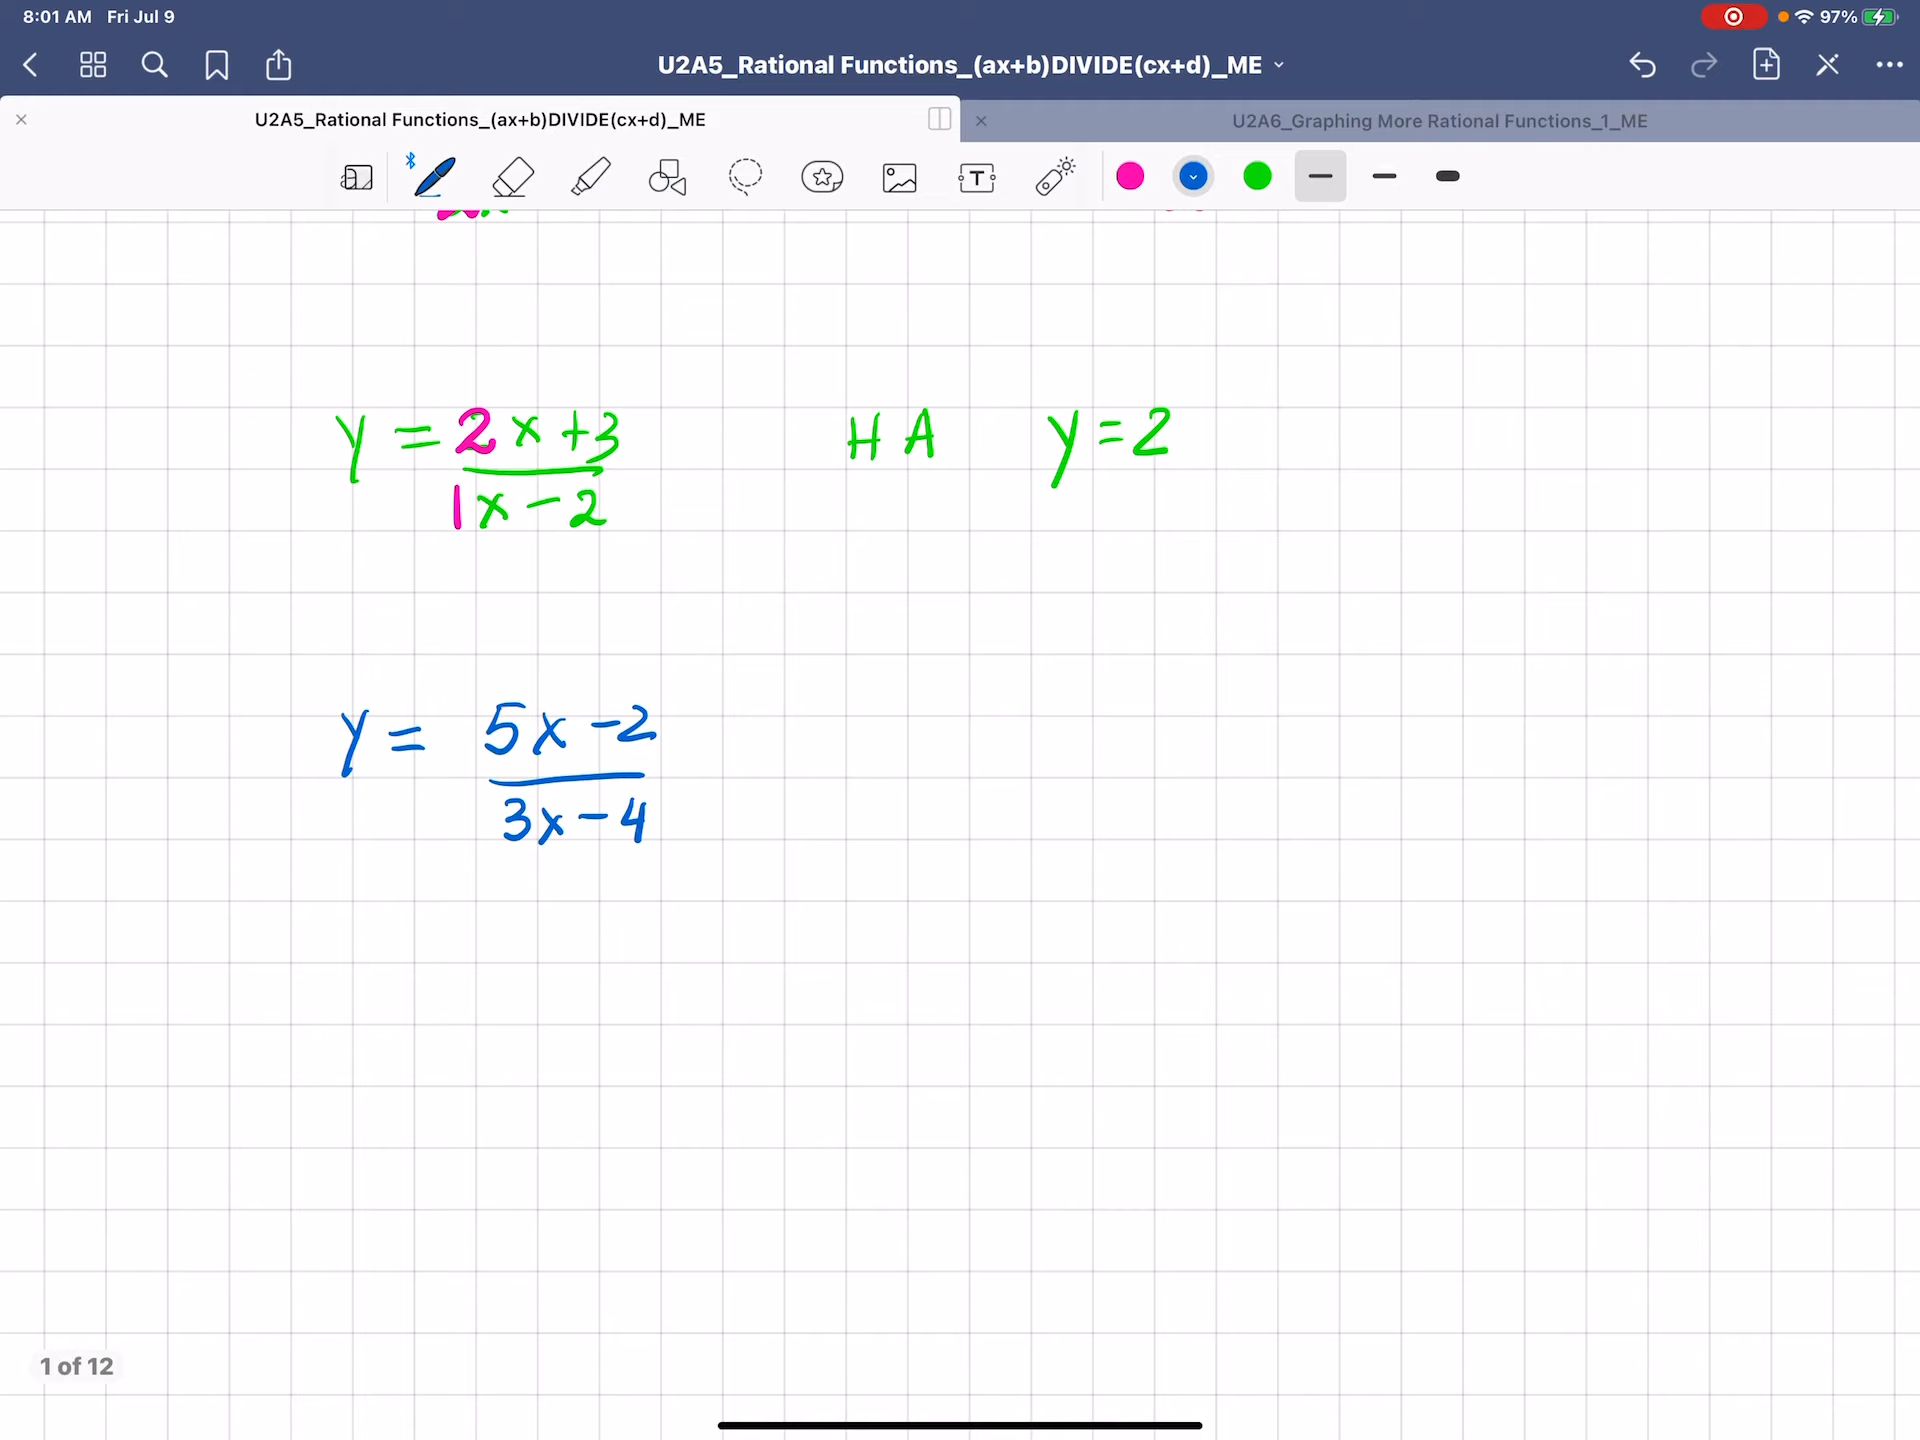 8:01 AM Fri Jul 9 97%
U2A5_Rational Functions_(ax+b)DIVIDE(cx+d)_ME
U2A5_Rational Functions_(ax+b)DIVIDE(cx+d)_ME U2A6_Graphing More Rational Functions_1_ME
y = 2x+3 HA y=2
1x-2
y = 5x-2
3x-4
1 of 12